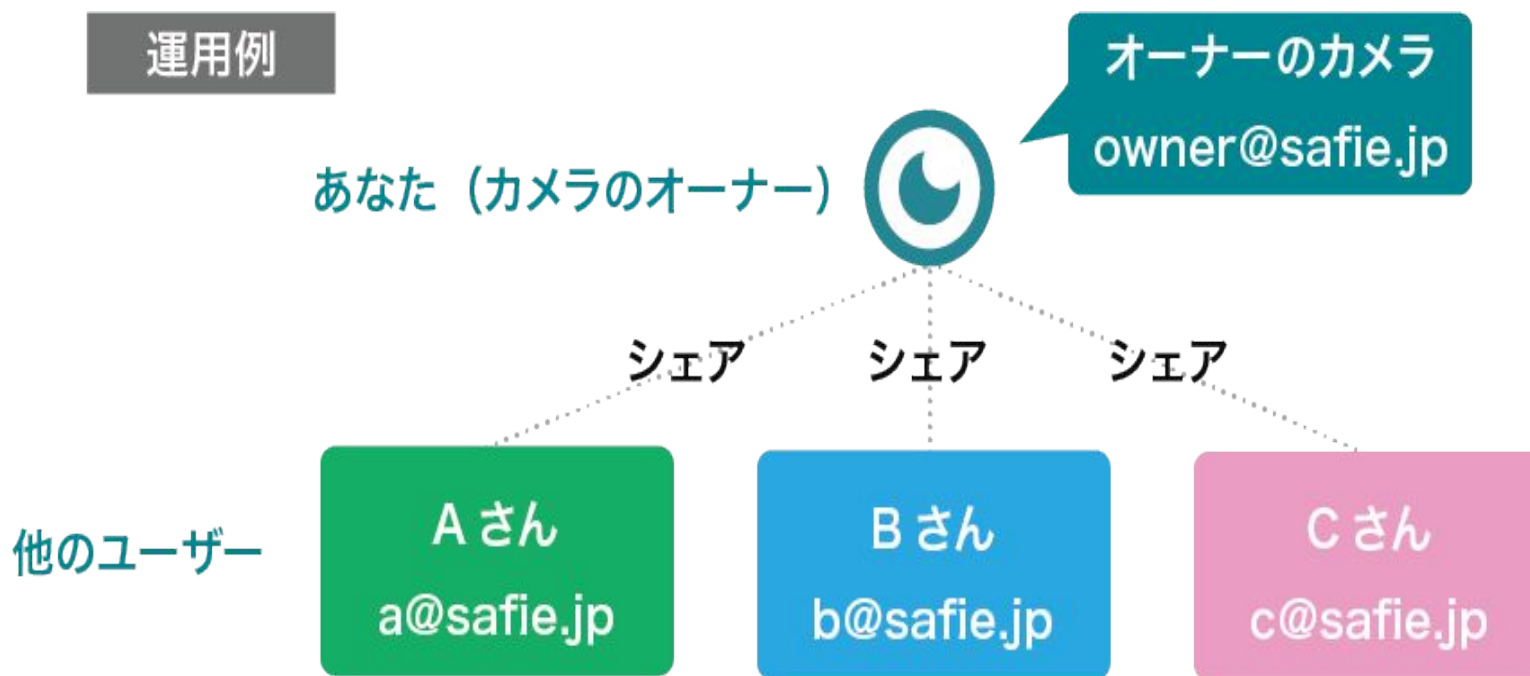 運用例
オーナーのカメラ
owner@safie.jp
あなた（カメラのオーナー）
シェア
シェア
シェア
他のユーザー
A さん
a@safie.jp
B さん
b@safie.jp
C さん
c@safie.jp